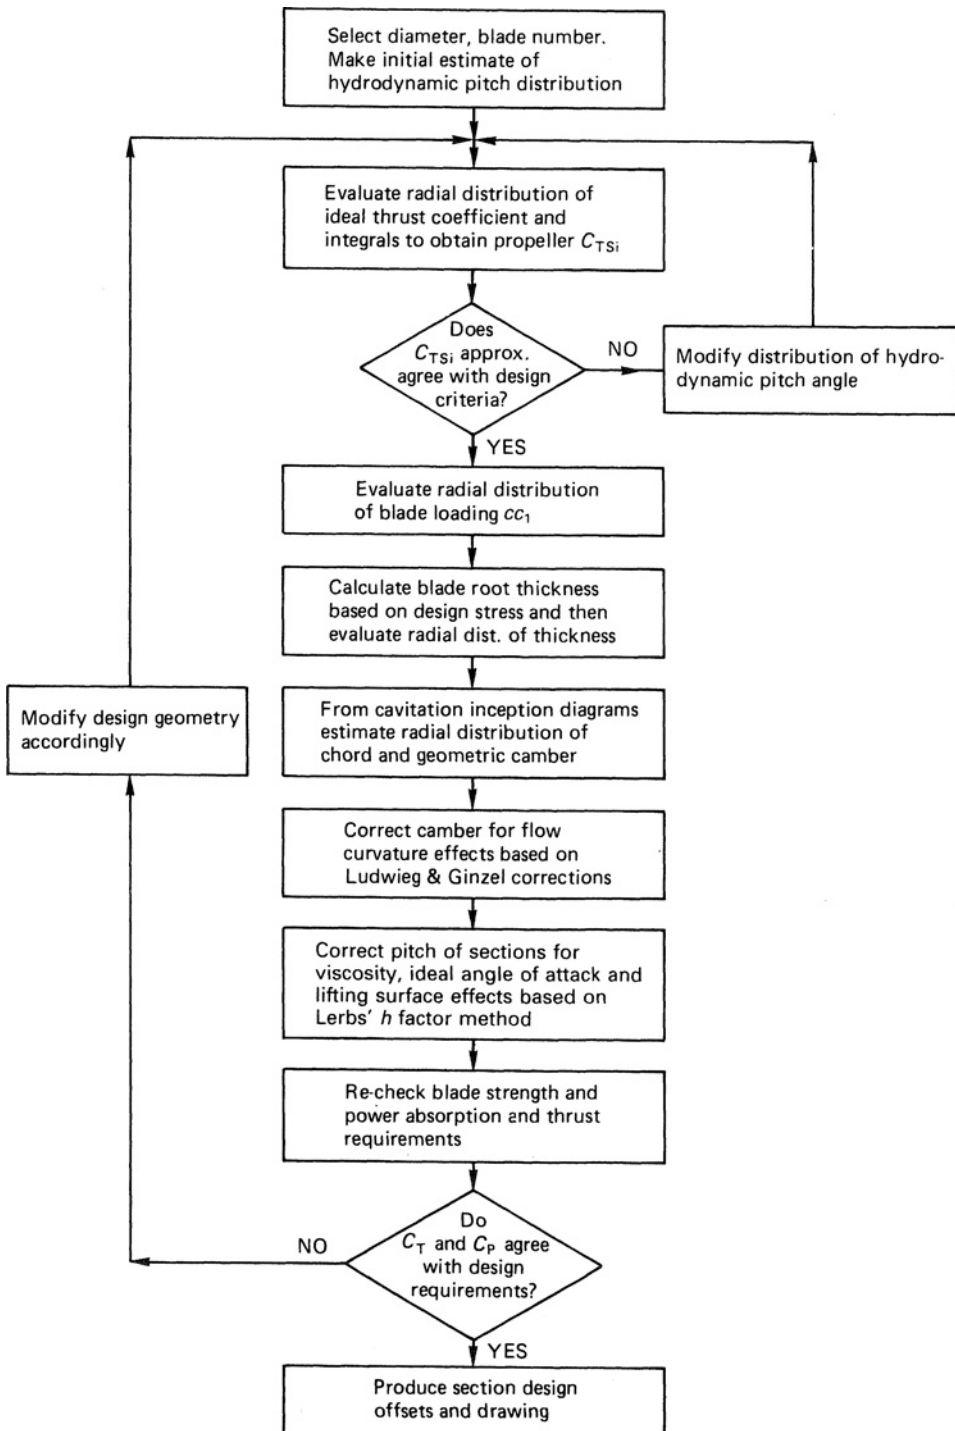 Select diameter, blade number.
Make initial estimate of
hydrodynamic pitch distribution
Evaluate radial distribution of
ideal thrust coefficient and
integrals to obtain propeller CTSi
Does
CTSi approx.
agree with design
criteria?
NO
Modify distribution of hydro-
dynamic pitch angle
YES
Evaluate radial distribution
of blade loading cc1
Calculate blade root thickness
based on design stress and then
evaluate radial dist. of thickness
Modify design geometry
accordingly
From cavitation inception diagrams
estimate radial distribution of
chord and geometric camber
Correct camber for flow
curvature effects based on
Ludwieg & Ginzel corrections
Correct pitch of sections for
viscosity, ideal angle of attack and
lifting surface effects based on
Lerbs' h factor method
Re-check blade strength and
power absorption and thrust
requirements
Do
CT and CP agree
with design
requirements?
NO
YES
Produce section design
offsets and drawing